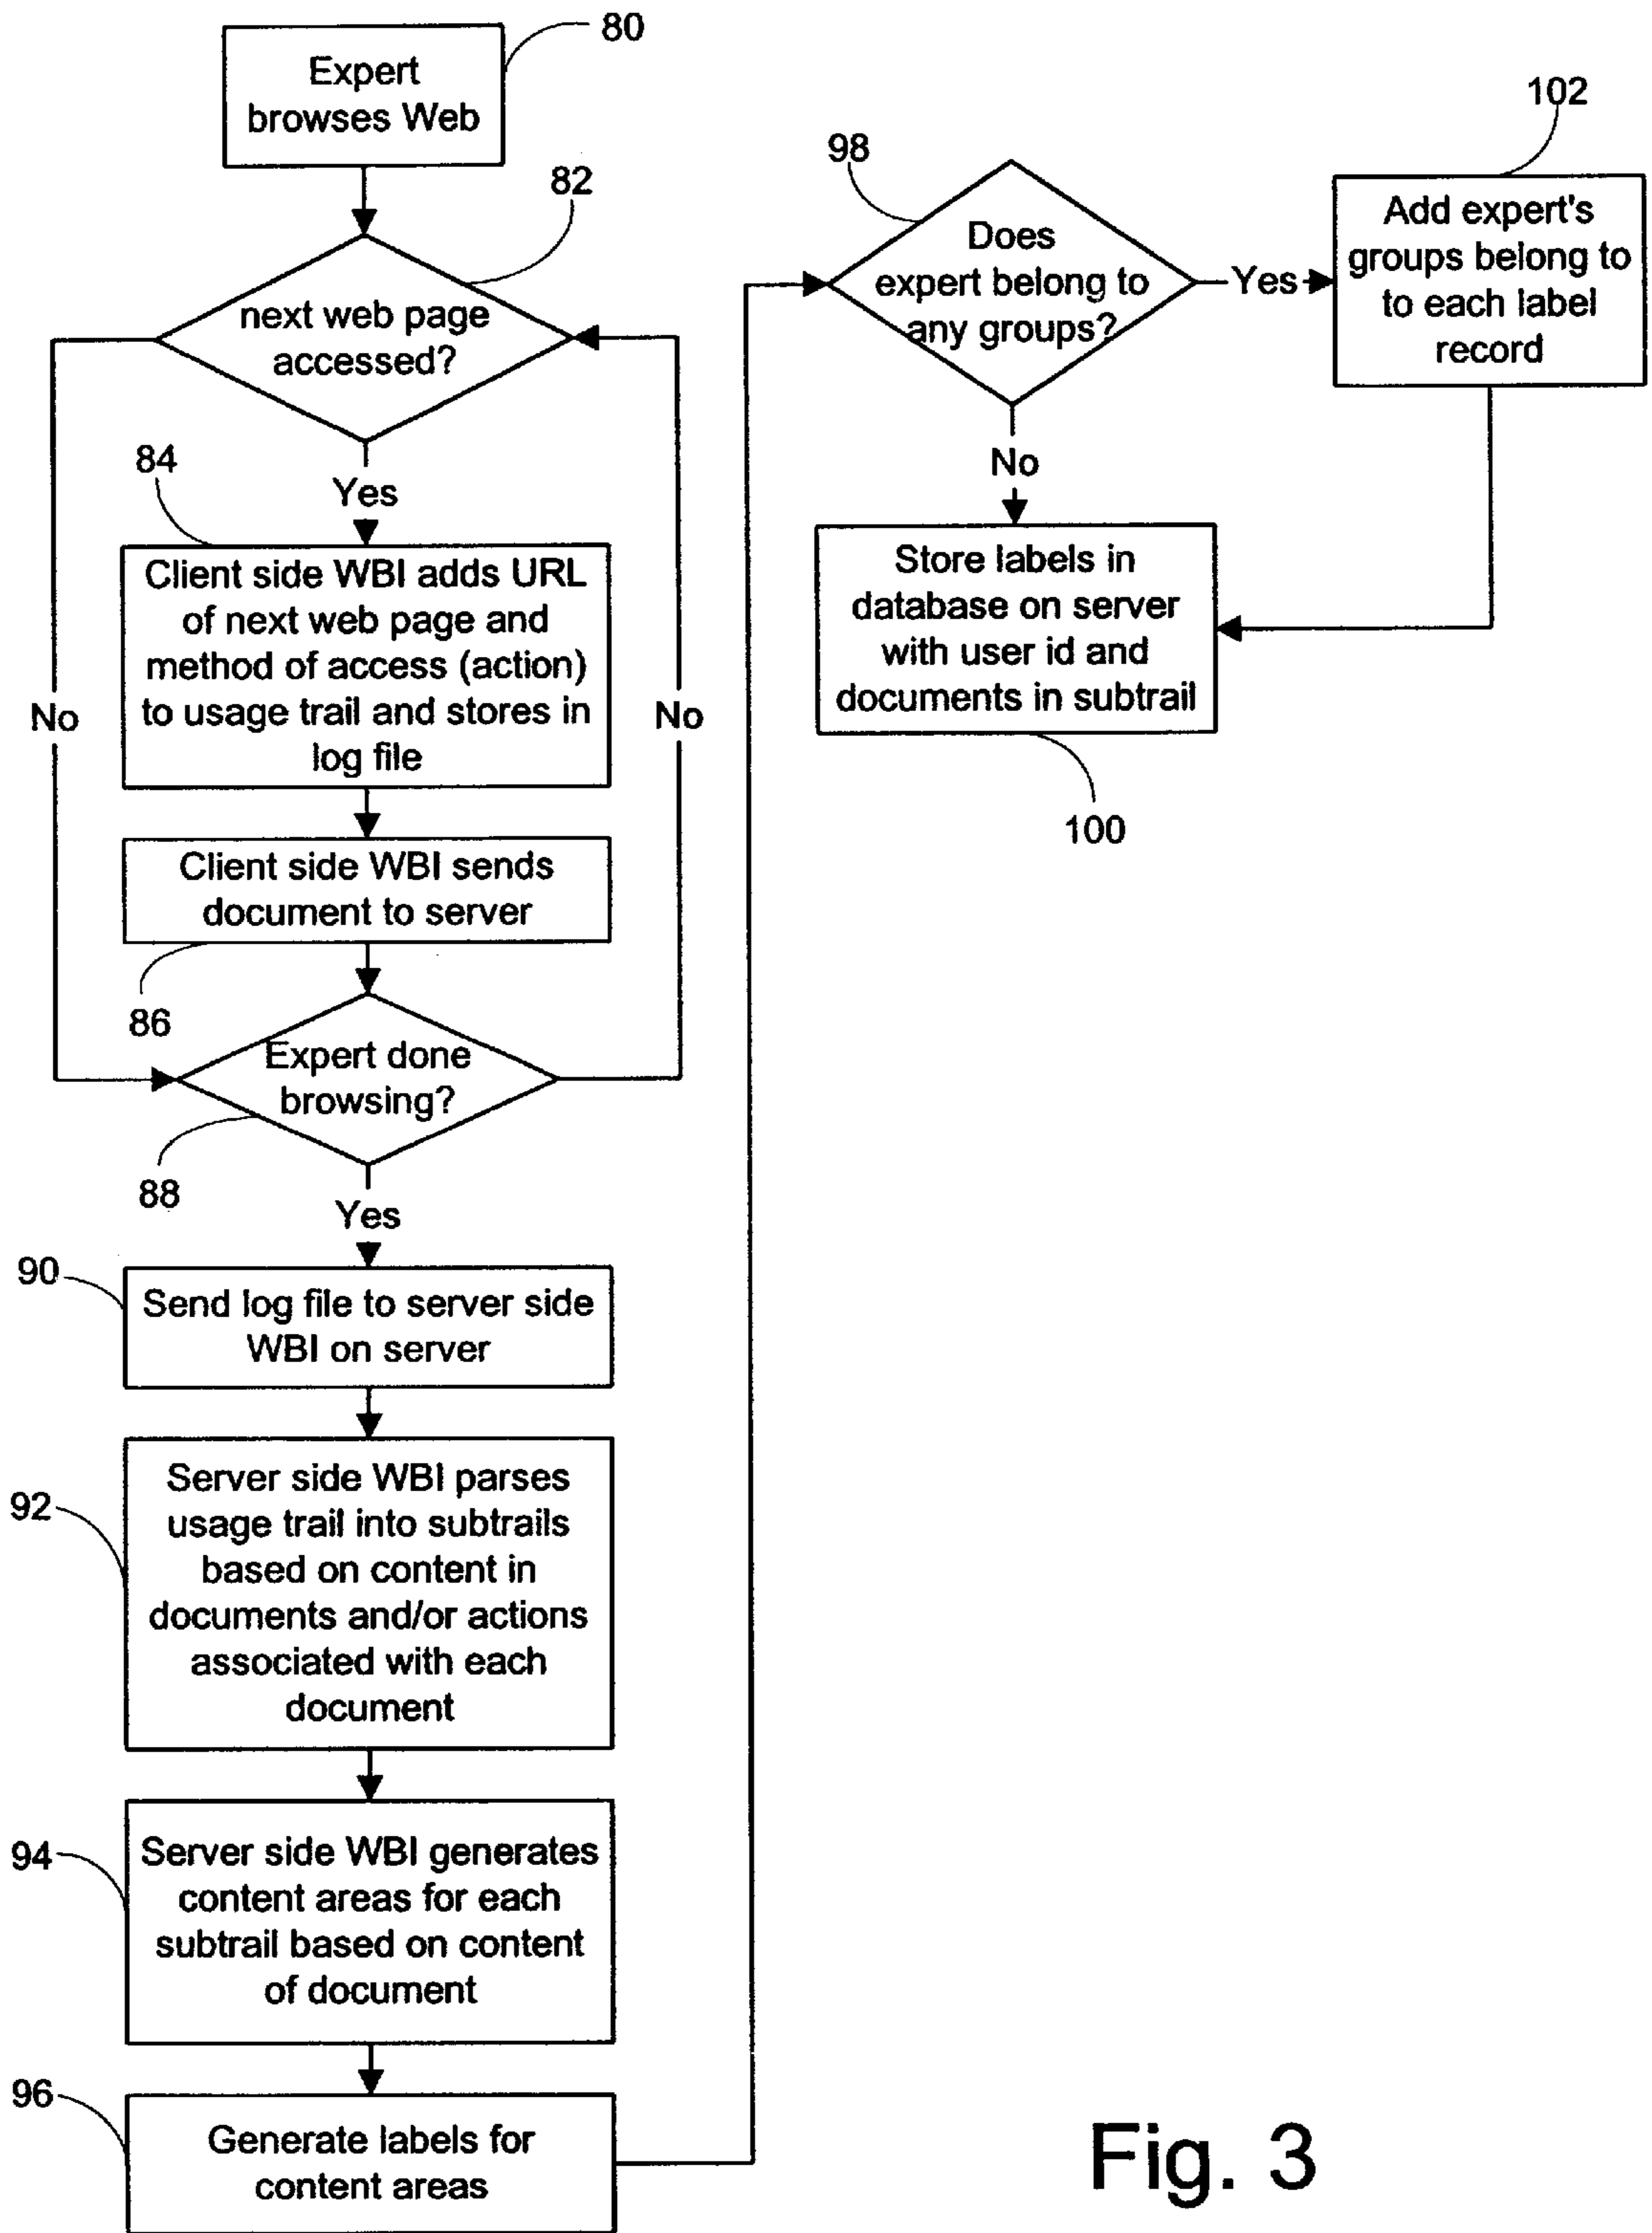 80
Expert
browses Web
82
next web page
accessed?
84
Yes
Client side WBI adds URL
of next web page and
method of access (action)
to usage trail and stores in
log file
No
No
Client side WBI sends
document to server
86
Expert done
browsing?
88
Yes
90
Send log file to server side
WBI on server
92
Server side WBI parses
usage trail into subtrails
based on content in
documents and/or actions
associated with each
document
94
Server side WBI generates
content areas for each
subtrail based on content
of document
96
Generate labels for
content areas
98
Does
expert belong to
any groups?
Yes
102
Add expert's
groups belong to
to each label
record
No
Store labels in
database on server
with user id and
documents in subtrail
100
Fig. 3